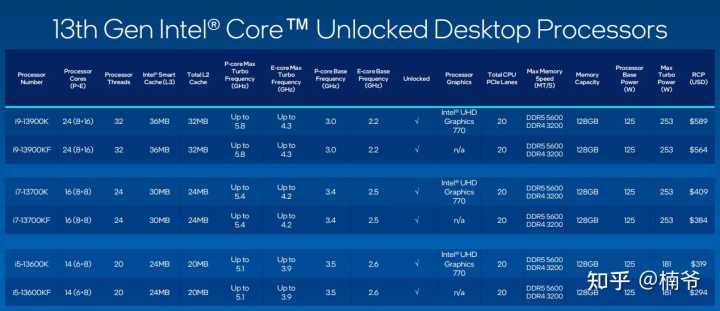 13th Gen Intel® Core™ Unlocked Desktop Processors
Processor Number Processor Cores (P+E) Processor Threads Intel® Smart Cache (L3) Total L2 Cache P-core Max Turbo Frequency (GHz) E-core Max Turbo Frequency (GHz) P-core Base Frequency (GHz) E-core Base Frequency (GHz) Unlocked Processor Graphics Total CPU PCIe Lanes Max Memory Speed (MT/S) Memory Capacity Processor Base Power (W) Max Turbo Power (W) RCP (USD)
i9-13900K 24 (8+16) 32 36MB 32MB Up to 5.8 Up to 4.3 3.0 2.2 √ Intel® UHD Graphics 770 20 DDR5 5600 DDR4 3200 128GB 125 253 $589
i9-13900KF 24 (8+16) 32 36MB 32MB Up to 5.8 Up to 4.3 3.0 2.2 √ n/a 20 DDR5 5600 DDR4 3200 128GB 125 253 $564
i7-13700K 16 (8+8) 24 30MB 24MB Up to 5.4 Up to 4.2 3.4 2.5 √ Intel® UHD Graphics 770 20 DDR5 5600 DDR4 3200 128GB 125 253 $409
i7-13700KF 16 (8+8) 24 30MB 24MB Up to 5.4 Up to 4.2 3.4 2.5 √ n/a 20 DDR5 5600 DDR4 3200 128GB 125 253 $384
i5-13600K 14 (6+8) 20 24MB 20MB Up to 5.1 Up to 3.9 3.5 2.6 √ Intel® UHD Graphics 770 20 DDR5 5600 DDR4 3200 128GB 125 181 $319
i5-13600KF 14 (6+8) 20 24MB 20MB Up to 5.1 Up to 3.9 3.5 2.6 √ n/a 20 DDR5 5600 DDR4 3200 128GB 125 181 $294
知乎 @楠爷